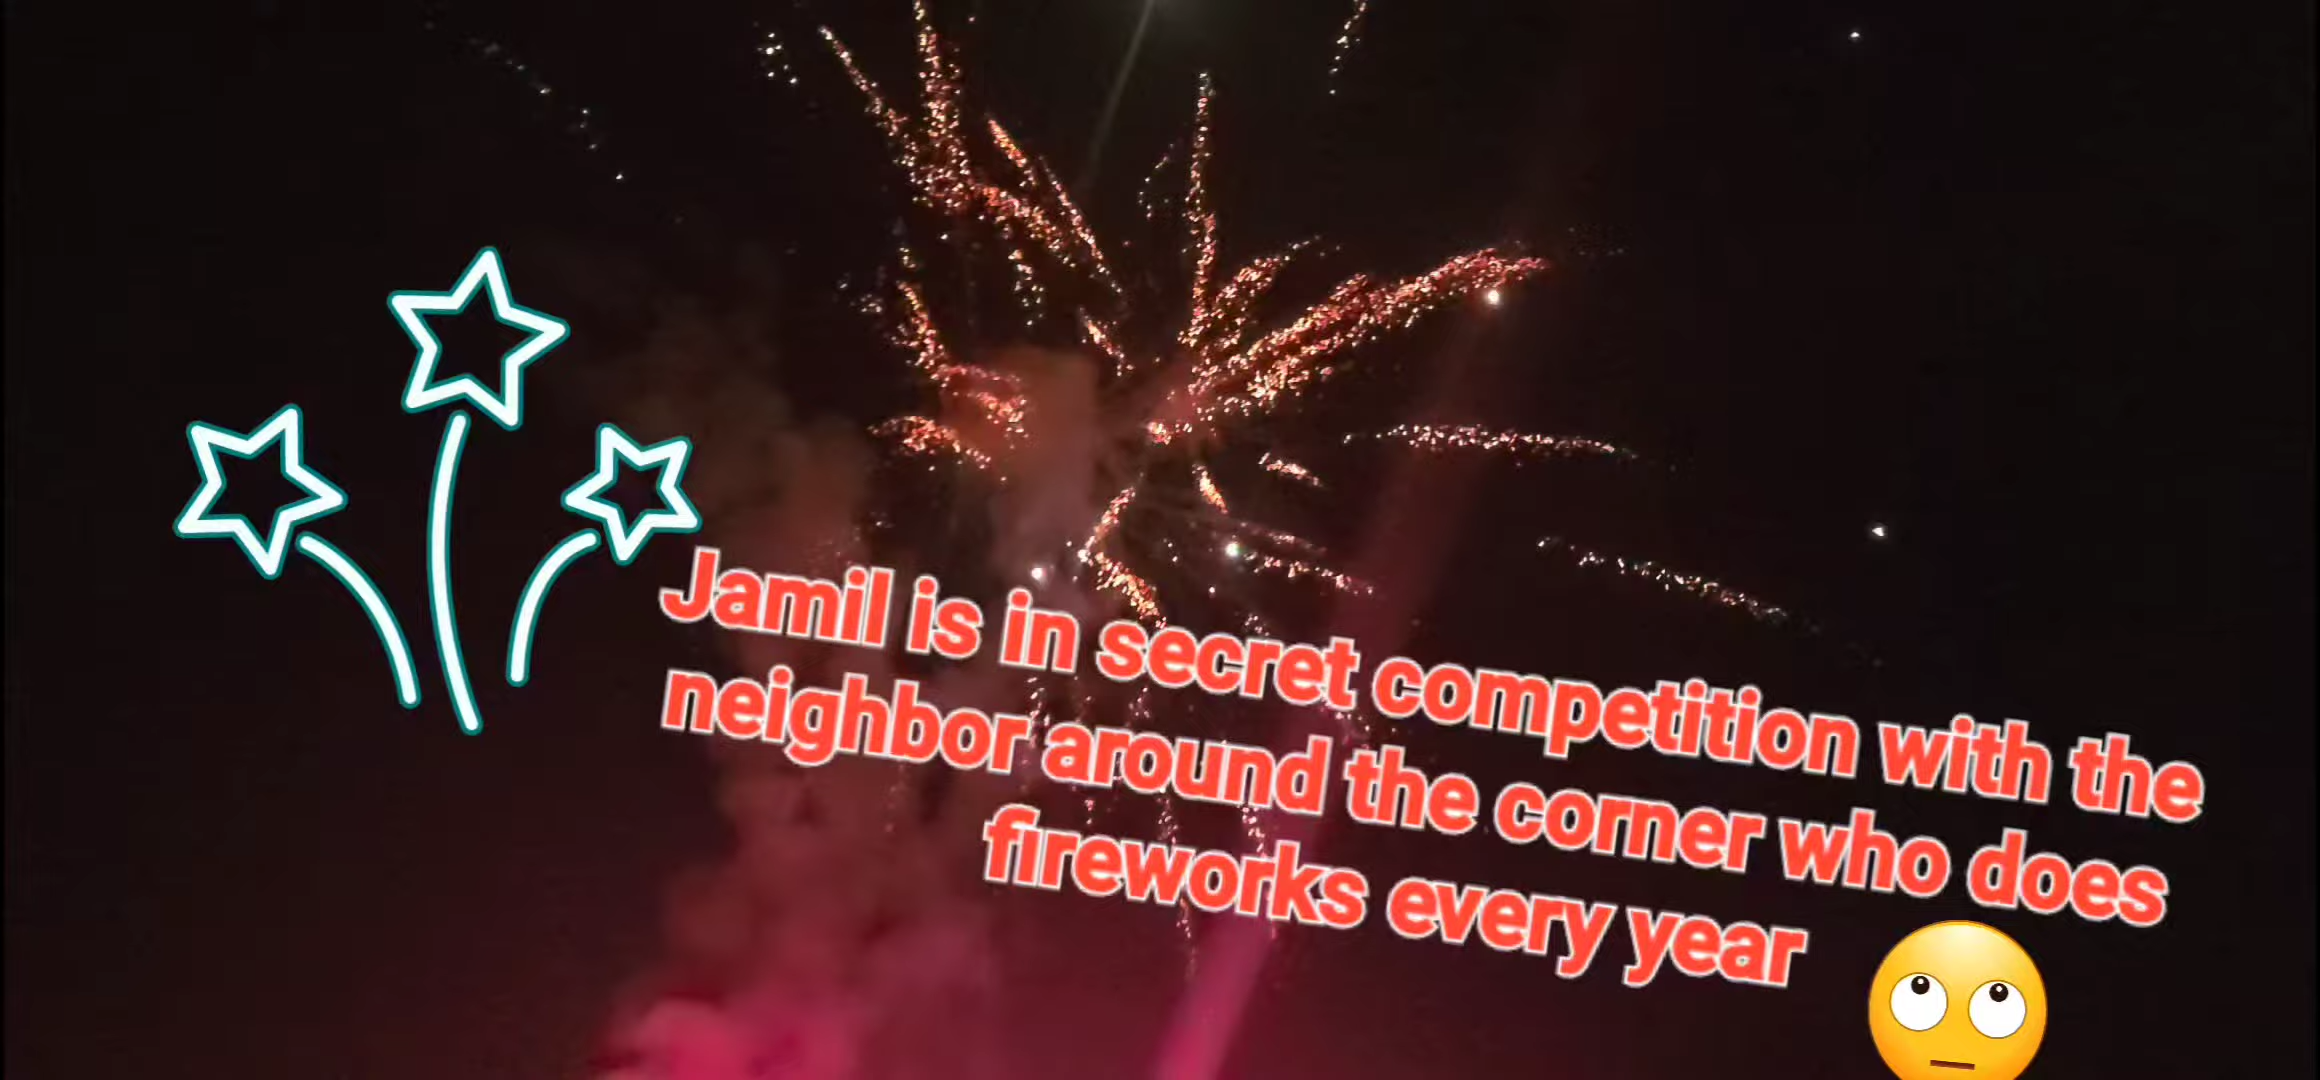 Jamil is in secret competition with the
neighbor around the corner who does
fireworks every year